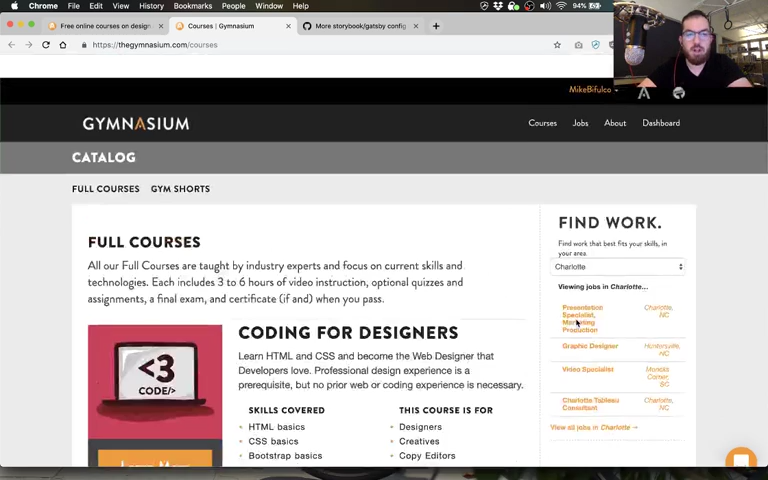 Chrome File Edit View History Bookmarks People Window Help
94%
Free online courses on design
Courses | Gymnasium
More storybook/gatsby config
https://thegymnasium.com/courses
MikeBifulco
GYMNASIUM
Courses Jobs About Dashboard
CATALOG
FULL COURSES GYM SHORTS
FULL COURSES
All our Full Courses are taught by industry experts and focus on current skills and
technologies. Each includes 3 to 6 hours of video instruction, optional quizzes and
assignments, a final exam, and certificate (if and) when you pass.
<3
CODE/>
CODING FOR DESIGNERS
Learn HTML and CSS and become the Web Designer that
Developers love. Professional design experience is a
prerequisite, but no prior web or coding experience is necessary.
SKILLS COVERED
HTML basics
CSS basics
Bootstrap basics
THIS COURSE IS FOR
Designers
Creatives
Copy Editors
FIND WORK.
Find work that best fits your skills, in
your area.
Charlotte
Viewing jobs in Charlotte...
Presentation
Specialist,
Marketing
Production
Charlotte,
NC
Graphic Designer
Huntersville,
NC
Video Specialist
Moncks
Corner,
SC
Charlotte Tableau
Consultant
Charlotte,
NC
View all jobs in Charlotte →